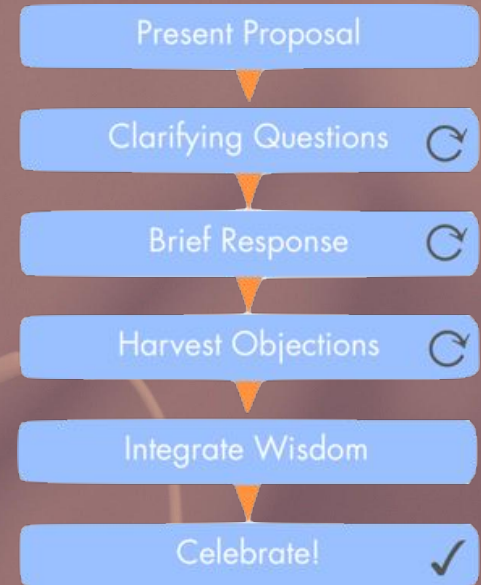 Present Proposal
Clarifying Questions
Brief Response
Harvest Objections
Integrate Wisdom
Celebrate!